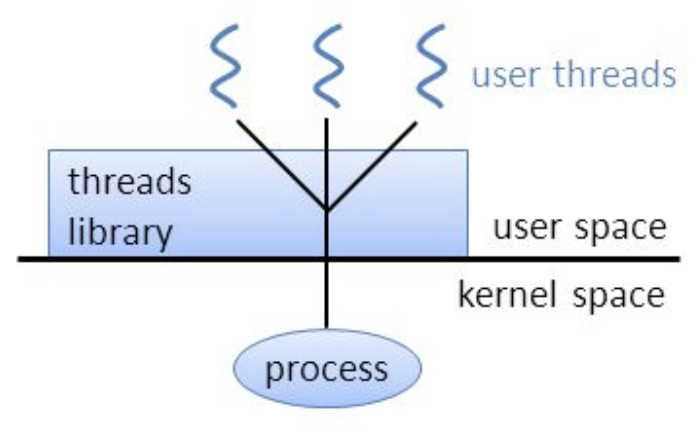 user threads
threads
library
user space
kernel space
process